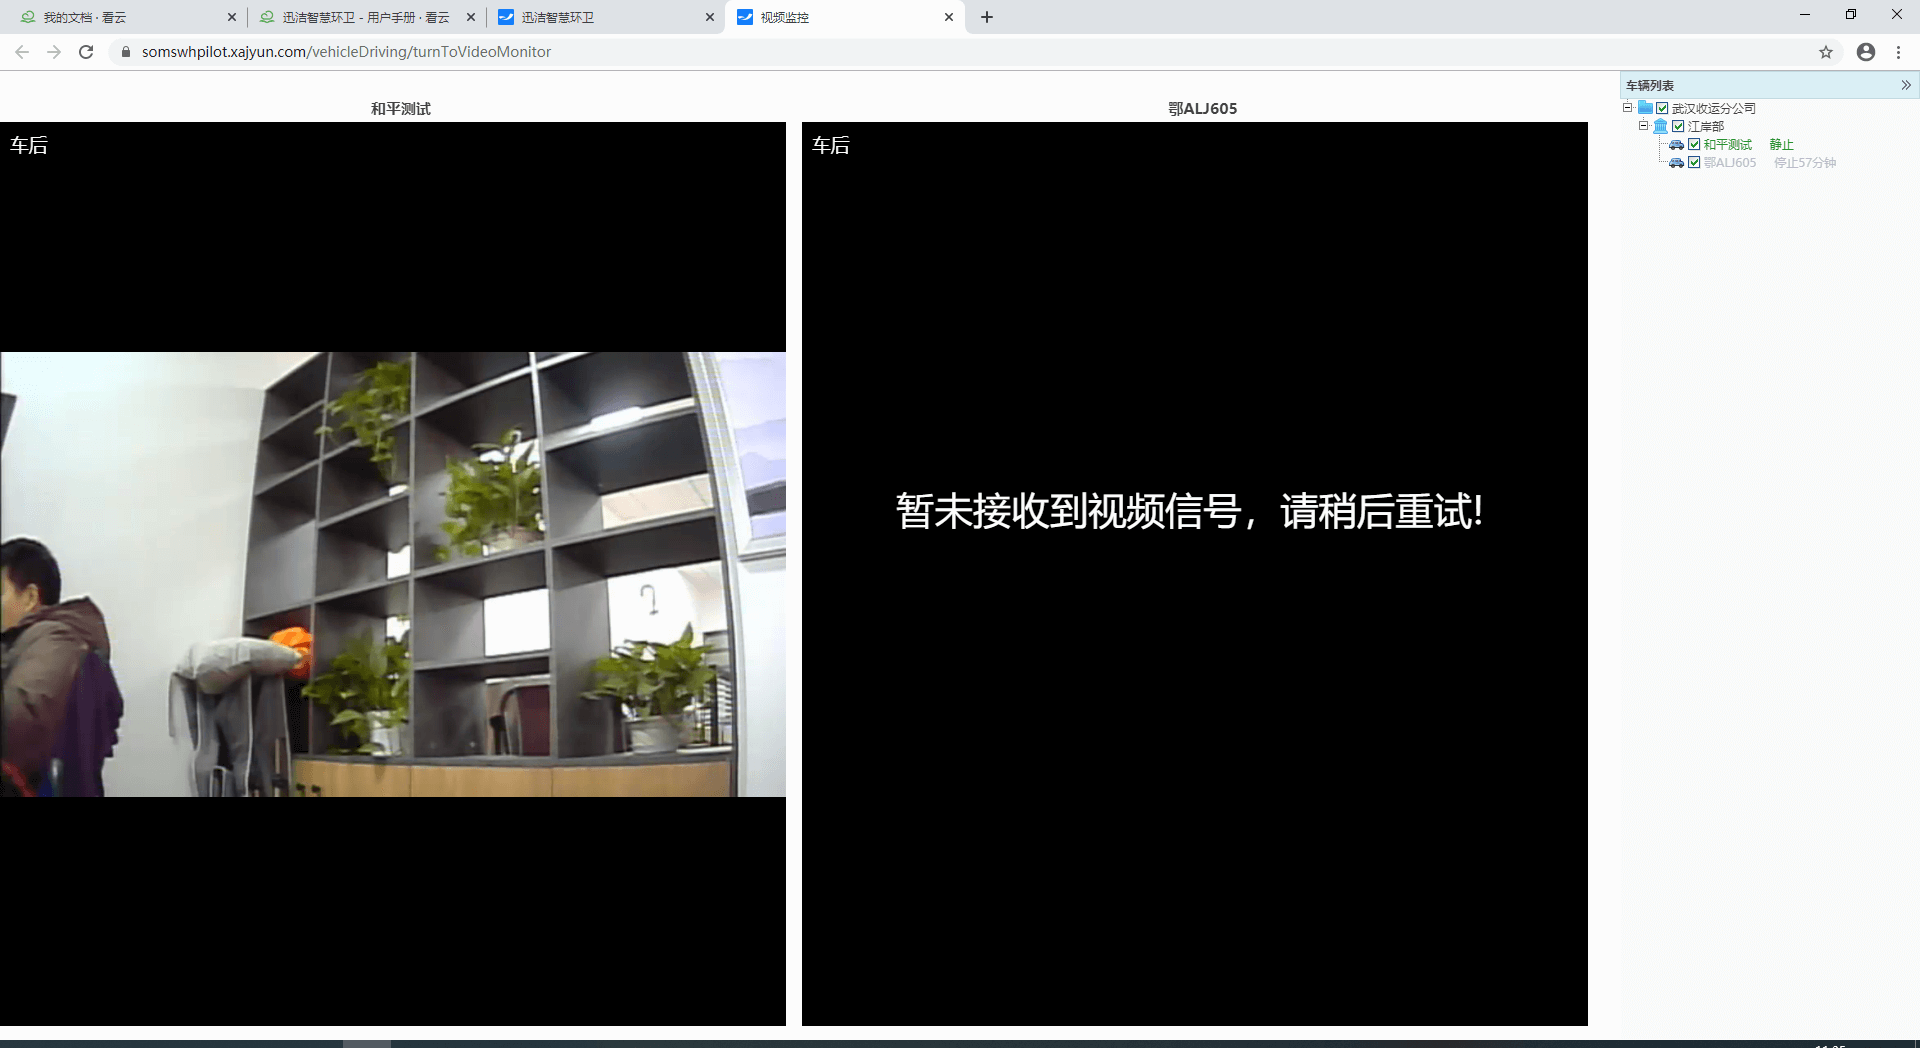 我的文档 · 看云
迅洁智慧环卫 - 用户手册 · 看云
迅洁智慧环卫
视频监控
somswhpilot.xajyun.com/vehicleDriving/turnToVideoMonitor
和平测试
鄂ALJ605
车辆列表
车后
车后
武汉收运分公司
江岸部
和平测试 静止
鄂ALJ605 停止57分钟
暂未接收到视频信号，请稍后重试!